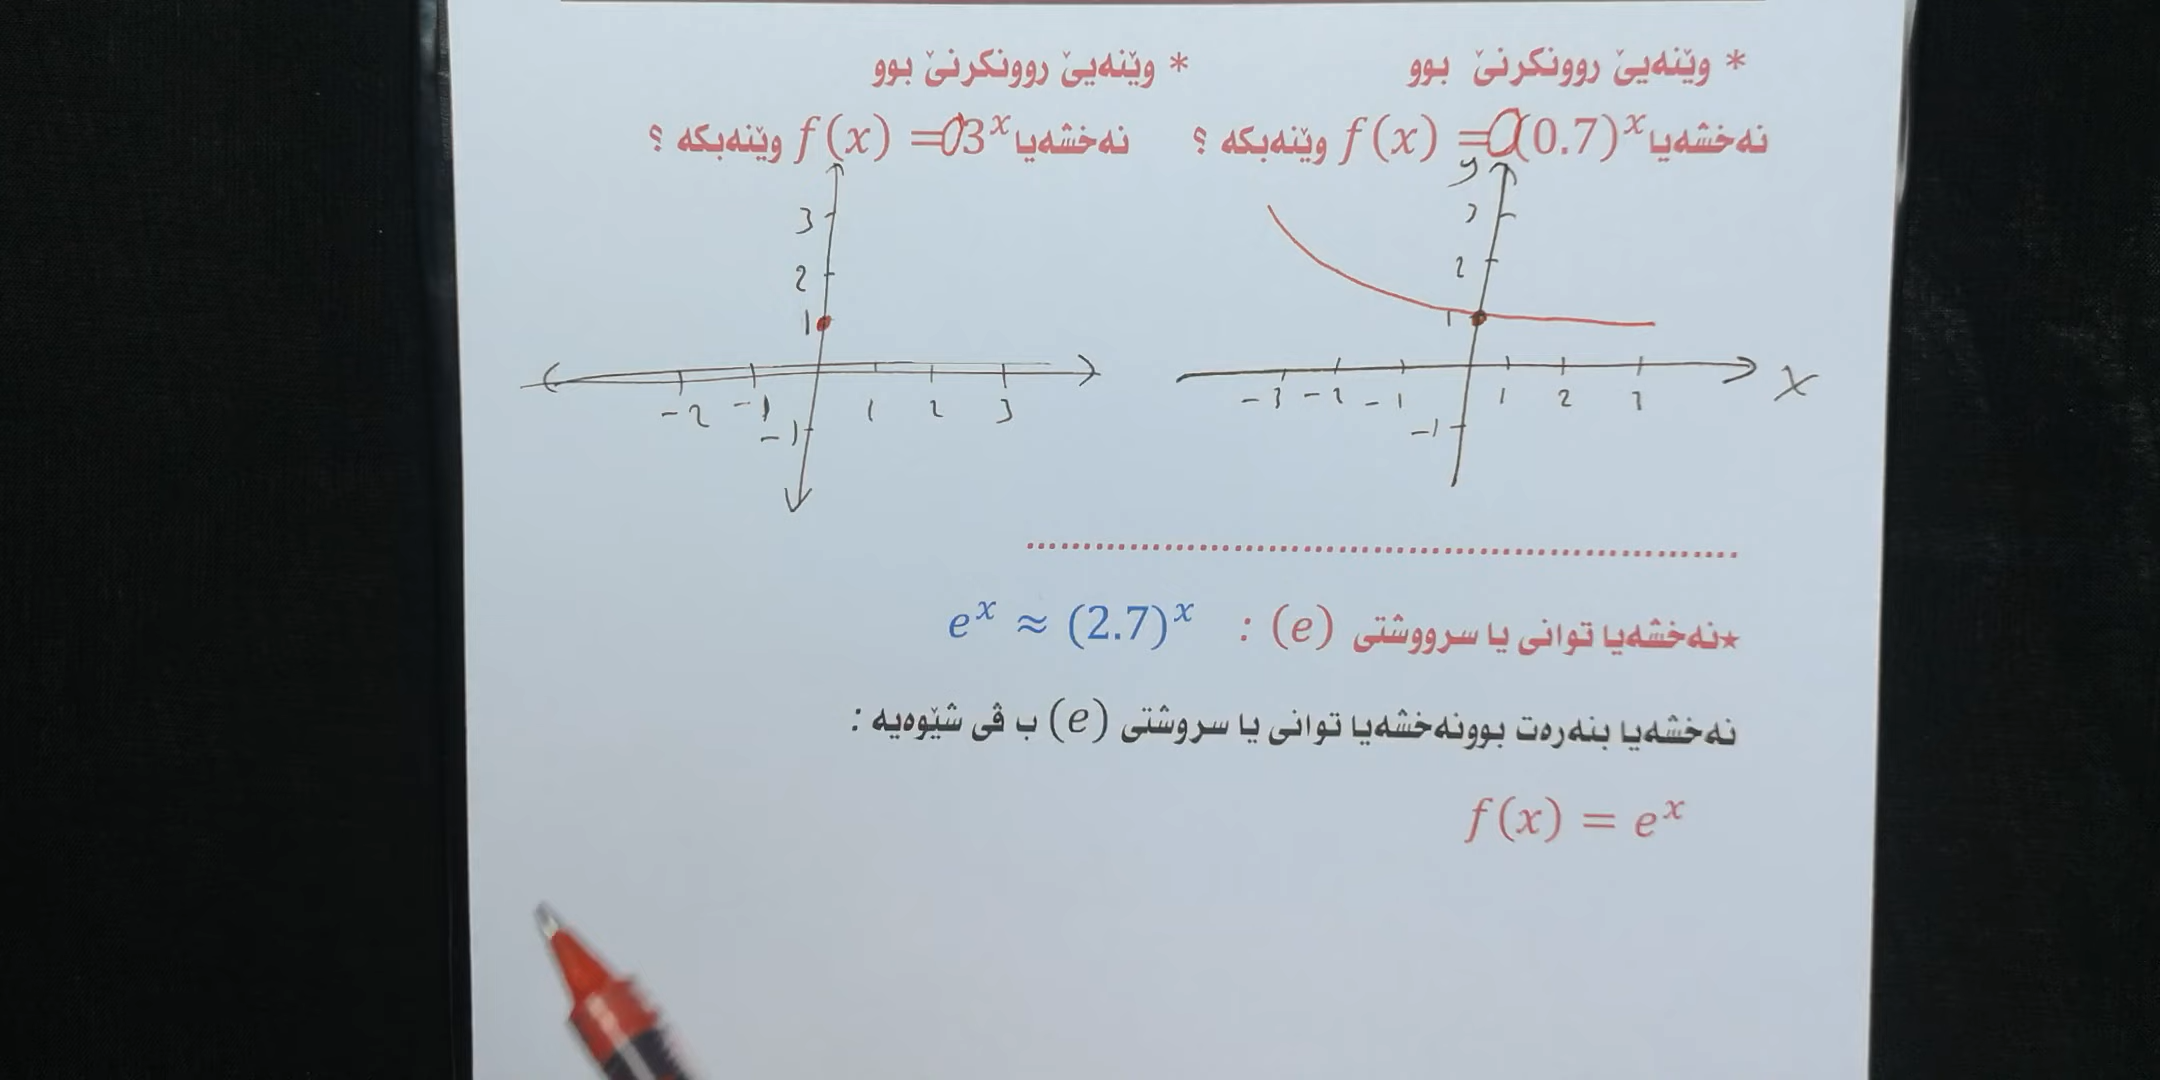 * وێنەیێ روونکرنێ بوو
نەخشەیا f(x) = (0.7)^x وێنەبکە ؟
y
3
2
1
-3 -2 -1 1 2 3 x
-1
* وێنەیێ روونکرنێ بوو
نەخشەیا f(x) = 3^x وێنەبکە ؟
3
2
1
-2 -1 1 2 3
-1
................................................................
★نەخشەیا توانی یا سرووشتی (e) : e^x ≈ (2.7)^x
نەخشەیا بنەرەت بوونەخشەیا توانی یا سروشتی (e) ب ڤی شێوەیە :
f(x) = e^x